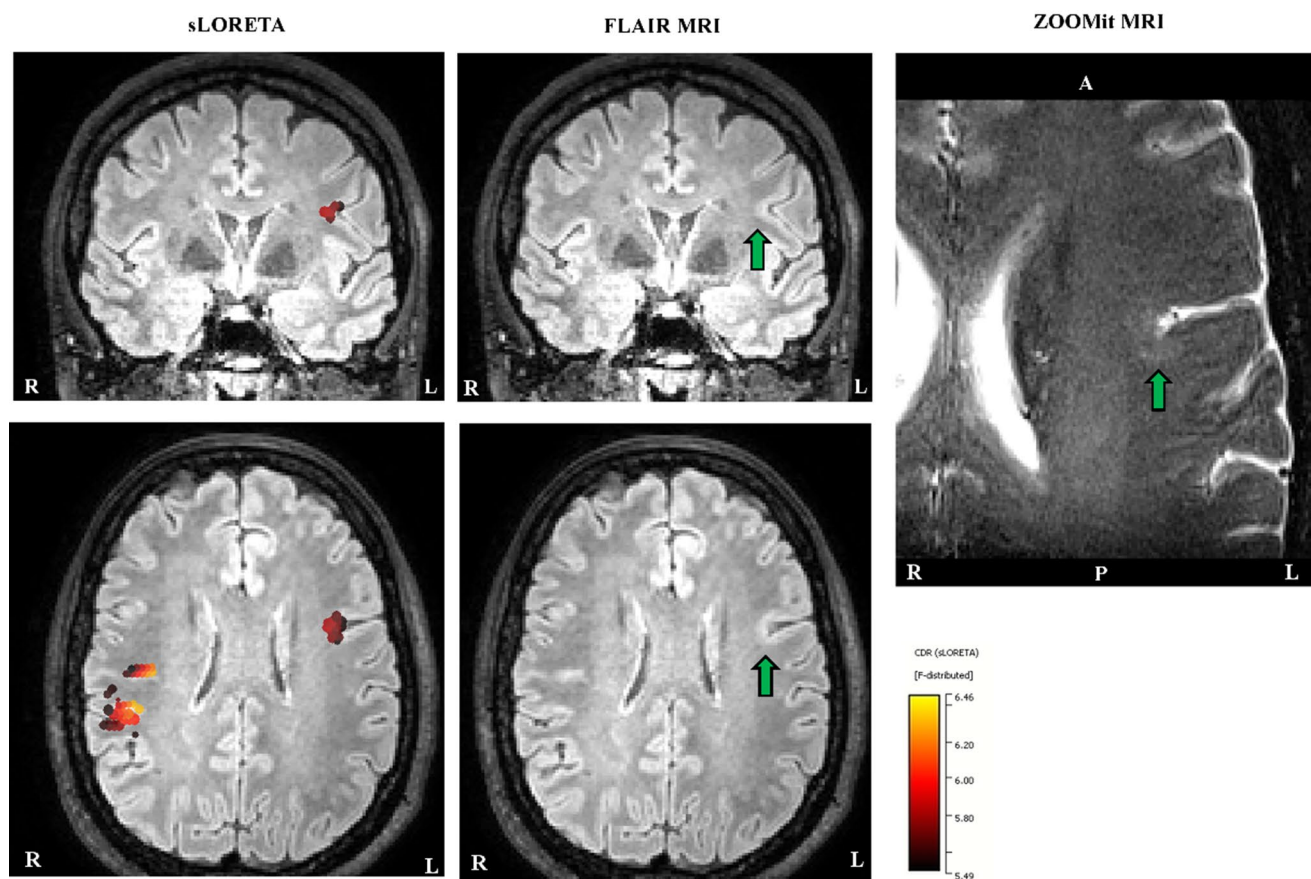 sLORETA
FLAIR MRI
ZOOMit MRI
R
L
R
L
A
R
P
L
R
L
R
L
CDR (sLORETA)
[F-distributed]
6.46
6.20
6.00
5.80
5.49